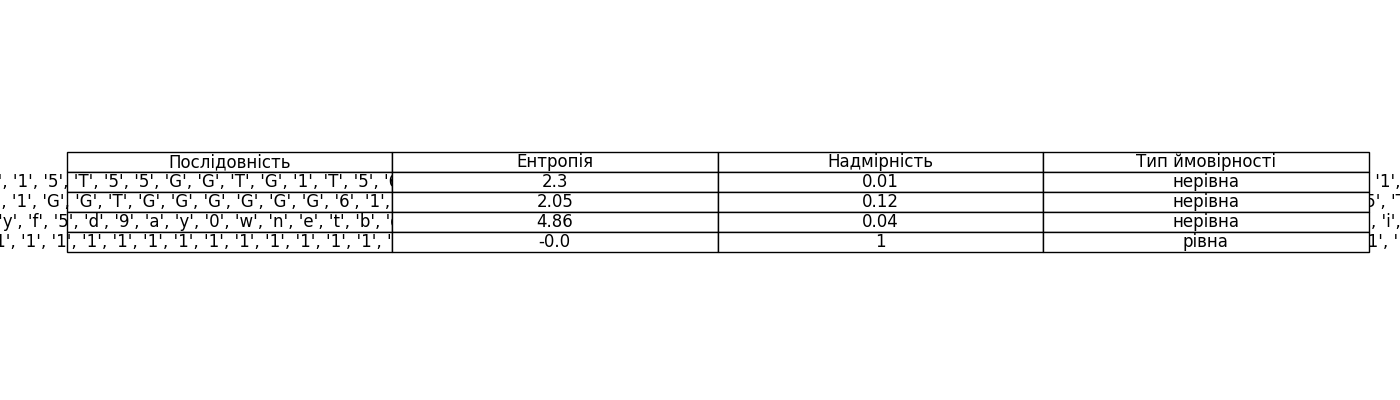 Послідовність Ентропія Надмірність Тип ймовірності
', '1', '5', 'T', '5', '5', 'G', 'G', 'T', 'G', '1', 'T', '5', ' 2.3 0.01 нерівна '1',
, '1', 'G', 'G', 'T', 'G', 'G', 'G', 'G', 'G', 'G', '6', '1', 2.05 0.12 нерівна 5', '
'y', 'f', '5', 'd', '9', 'a', 'y', '0', 'w', 'n', 'e', 't', 'b', ' 4.86 0.04 нерівна , 'i',
1', '1', '1', '1', '1', '1', '1', '1', '1', '1', '1', '1', '1', ' -0.0 1 рівна 1', '